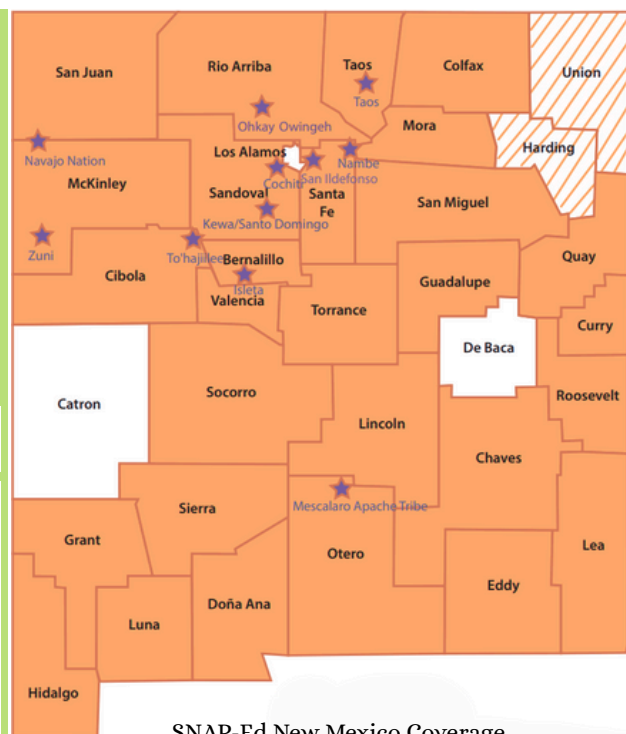 San Juan
Rio Arriba
Taos
Colfax
Union
Taos
Ohkay Owingeh
Mora
Harding
Navajo Nation
Los Alamos
Nambe
McKinley
Cochiti
San Ildefonso
Sandoval
Santa
Fe
San Miguel
Kewa/Santo Domingo
Zuni
To'hajiilee
Bernalillo
Quay
Cibola
Isleta
Guadalupe
Valencia
Torrance
Curry
De Baca
Catron
Socorro
Roosevelt
Lincoln
Chaves
Sierra
Mescalaro Apache Tribe
Grant
Otero
Lea
Eddy
Doña Ana
Luna
Hidalgo
SNAP-Ed New Mexico Coverage